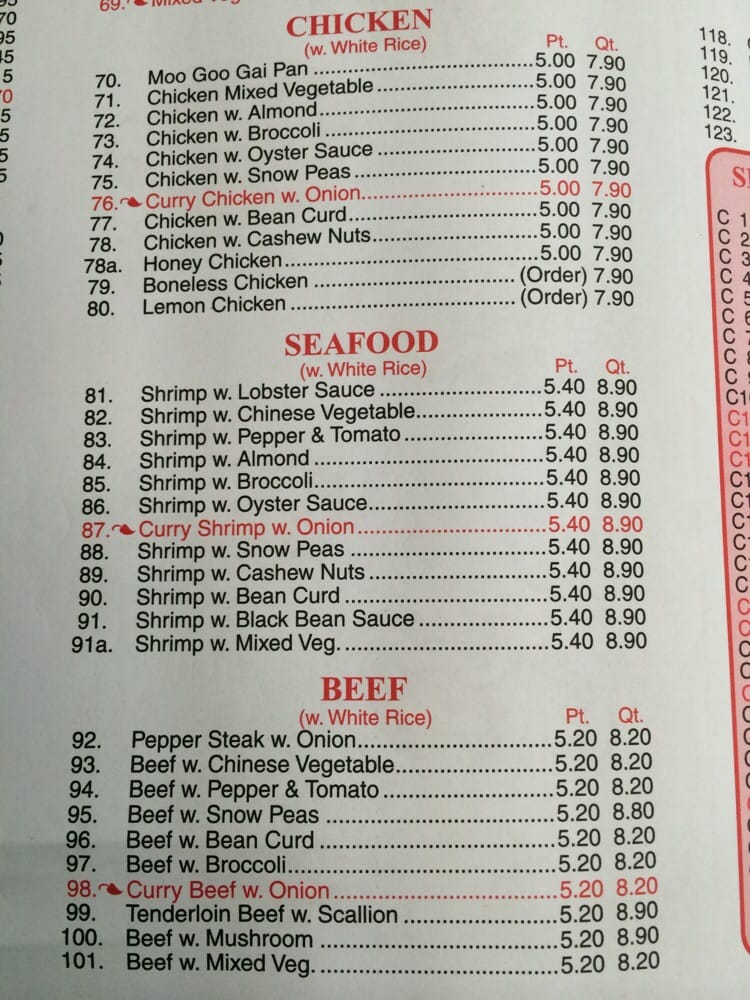 69. Mixed Veg
CHICKEN
(w. White Rice)
Pt. Qt.
70. Moo Goo Gai Pan 5.00 7.90
71. Chicken Mixed Vegetable 5.00 7.90
72. Chicken w. Almond 5.00 7.90
73. Chicken w. Broccoli 5.00 7.90
74. Chicken w. Oyster Sauce 5.00 7.90
75. Chicken w. Snow Peas 5.00 7.90
76. Curry Chicken w. Onion 5.00 7.90
77. Chicken w. Bean Curd 5.00 7.90
78. Chicken w. Cashew Nuts 5.00 7.90
78a. Honey Chicken 5.00 7.90
79. Boneless Chicken (Order) 7.90
80. Lemon Chicken (Order) 7.90
SEAFOOD
(w. White Rice)
Pt. Qt.
81. Shrimp w. Lobster Sauce 5.40 8.90
82. Shrimp w. Chinese Vegetable 5.40 8.90
83. Shrimp w. Pepper & Tomato 5.40 8.90
84. Shrimp w. Almond 5.40 8.90
85. Shrimp w. Broccoli 5.40 8.90
86. Shrimp w. Oyster Sauce 5.40 8.90
87. Curry Shrimp w. Onion 5.40 8.90
88. Shrimp w. Snow Peas 5.40 8.90
89. Shrimp w. Cashew Nuts 5.40 8.90
90. Shrimp w. Bean Curd 5.40 8.90
91. Shrimp w. Black Bean Sauce 5.40 8.90
91a. Shrimp w. Mixed Veg. 5.40 8.90
BEEF
(w. White Rice)
Pt. Qt.
92. Pepper Steak w. Onion 5.20 8.20
93. Beef w. Chinese Vegetable 5.20 8.20
94. Beef w. Pepper & Tomato 5.20 8.20
95. Beef w. Snow Peas 5.20 8.80
96. Beef w. Bean Curd 5.20 8.20
97. Beef w. Broccoli 5.20 8.20
98. Curry Beef w. Onion 5.20 8.20
99. Tenderloin Beef w. Scallion 5.20 8.90
100. Beef w. Mushroom 5.20 8.90
101. Beef w. Mixed Veg. 5.20 8.20
118.
119.
120.
121.
122.
123.
C 1
C 2
C 3
C 4
C 5
C 6
C 7
C 8
C 9